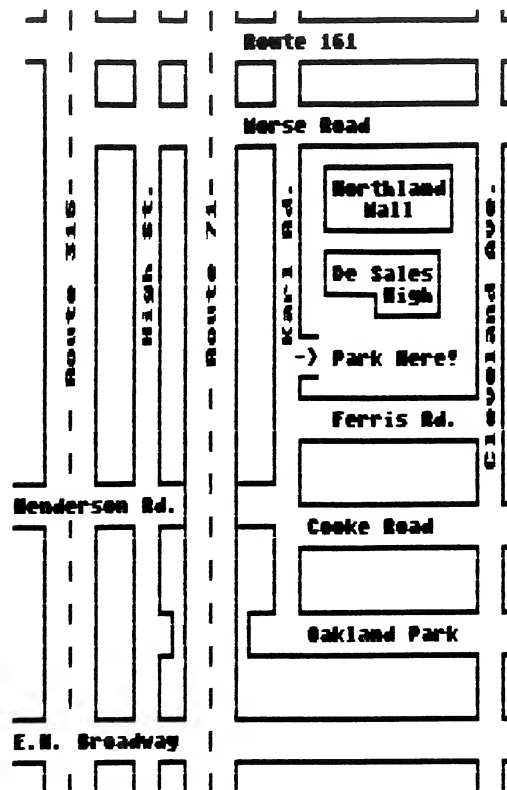 Route 161
Morse Road
Northland
Mall
De Sales
High
-> Park Here!
Ferris Rd.
Henderson Rd.
Cooke Road
Oakland Park
E.N. Broadway
Route 315
High St.
Route 71
Karl Rd.
Cleveland Ave.